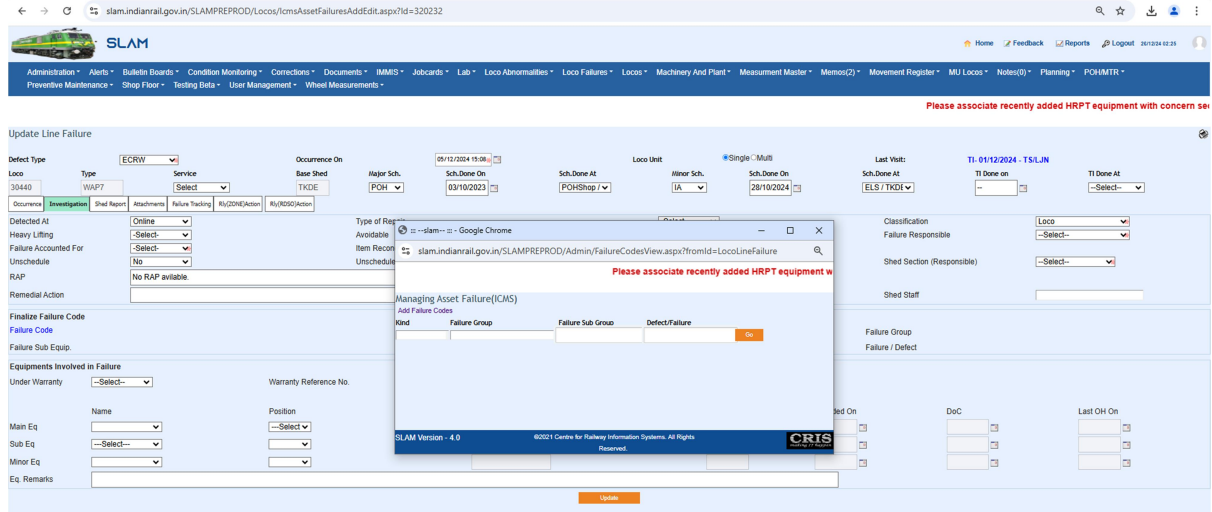 slam.indianrail.gov.in/SLAMPREPROD/Locos/IcmsAssetFailuresAddEdit.aspx?Id=320232
SLAM
Home Feedback Reports Logout 26/12/24 02:25
Administration Alerts Bulletin Boards Condition Monitoring Corrections Documents IMMIS Jobcards Lab Loco Abnormalities Loco Failures Locos Machinery And Plant Measurment Master Memos(2) Movement Register MU Locos Notes(0) Planning POH/MTR
Preventive Maintenance Shop Floor Testing Beta User Management Wheel Measurements
Please associate recently added HRPT equipment with concern sec
Update Line Failure
Defect Type ECRW Occurrence On 05/12/2024 15:08 Loco Unit Single Multi Last Visit: TI- 01/12/2024 - TS/LJN
Loco Type Service Base Shed Major Sch. Sch.Done On Sch.Done At Minor Sch. Sch.Done On Sch.Done At TI Done on TI Done At
30440 WAP7 Select TKDE POH 03/10/2023 POHShop / IA 28/10/2024 ELS / TKDE -- --Select--
Occurrence Investigation Shed Report Attachments Failure Tracking Rly(ZONE)Action Rly(RDSO)Action
Detected At Online Type of Repair --Select-- Classification Loco
Heavy Lifting -Select- Avoidable Failure Responsible --Select--
Failure Accounted For -Select- Item Recon
Unschedule No Unschedule Shed Section (Responsible) --Select--
RAP No RAP avilable.
Remedial Action Shed Staff
Finalize Failure Code
Failure Code Failure Group
Failure Sub Equip. Failure / Defect
Equipments Involved in Failure
Under Warranty --Select-- Warranty Reference No.
Name Position ded On DoC Last OH On
Main Eq ---Select
Sub Eq ---Select---
Minor Eq
Eq. Remarks
Update
::: --slam-- ::: - Google Chrome
slam.indianrail.gov.in/SLAMPREPROD/Admin/FailureCodesView.aspx?fromId=LocoLineFailure
Please associate recently added HRPT equipment w
Managing Asset Failure(ICMS)
Add Failure Codes
Kind Failure Group Failure Sub Group Defect/Failure
Go
SLAM Version - 4.0 ©2021 Centre for Railway Information Systems. All Rights
Reserved.
CRIS